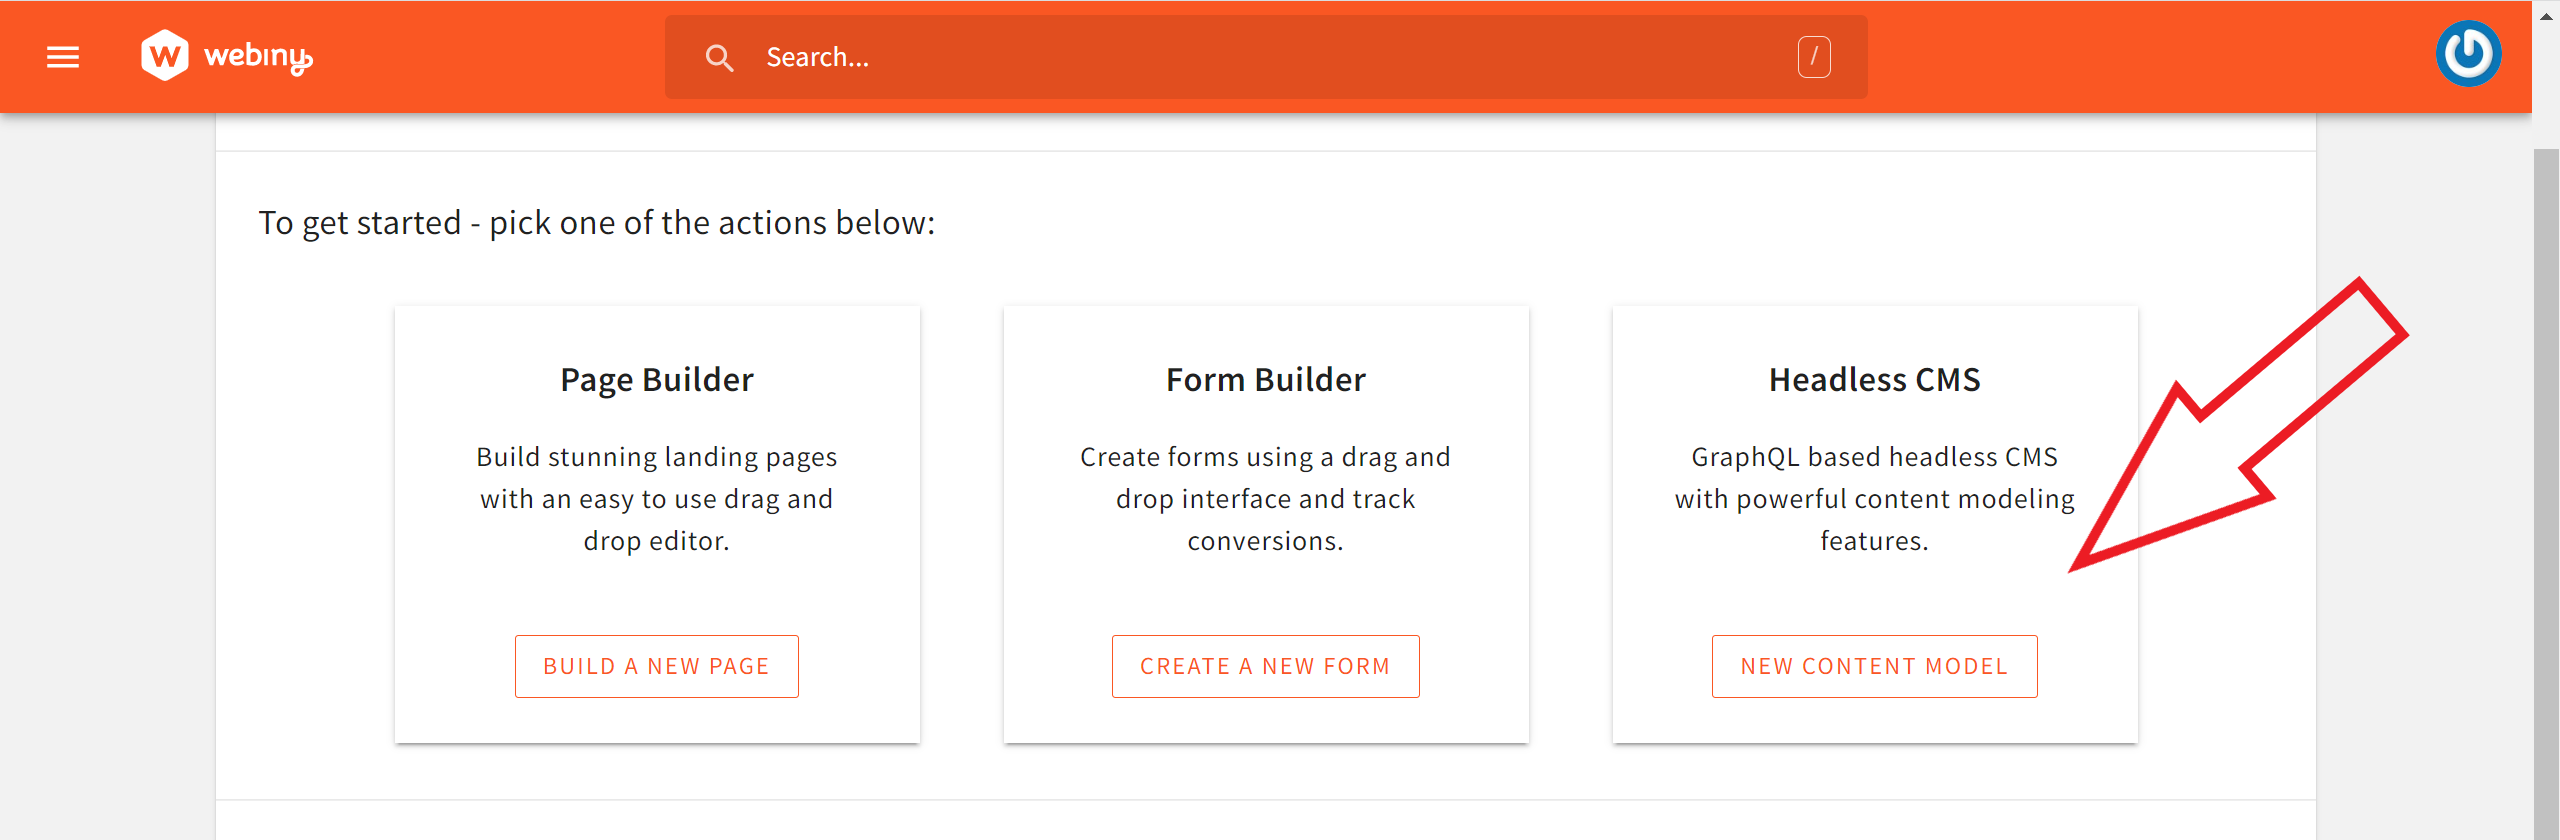 webiny
Search...
/
To get started - pick one of the actions below:
Page Builder
Build stunning landing pages
with an easy to use drag and
drop editor.
BUILD A NEW PAGE
Form Builder
Create forms using a drag and
drop interface and track
conversions.
CREATE A NEW FORM
Headless CMS
GraphQL based headless CMS
with powerful content modeling
features.
NEW CONTENT MODEL